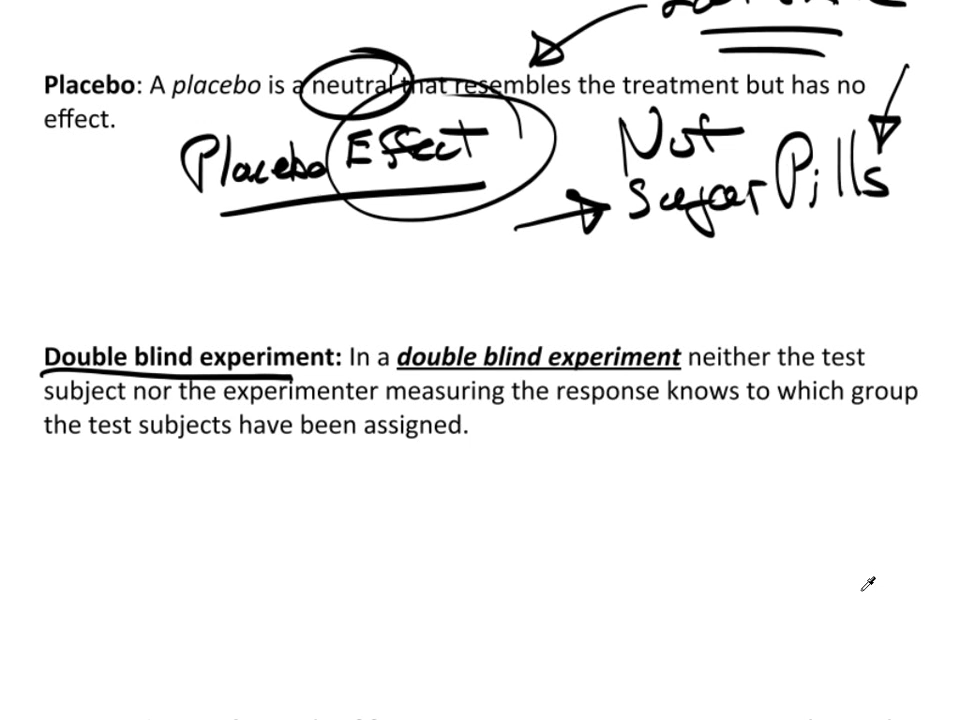 Placebo: A placebo is a neutral that resembles the treatment but has no
effect.
Placebo Effect
Not
Sugar Pills
Double blind experiment: In a double blind experiment neither the test
subject nor the experimenter measuring the response knows to which group
the test subjects have been assigned.